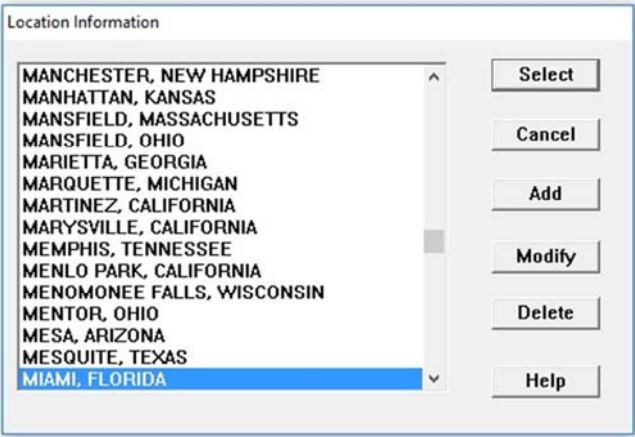 Location Information
MANCHESTER, NEW HAMPSHIRE
MANHATTAN, KANSAS
MANSFIELD, MASSACHUSETTS
MANSFIELD, OHIO
MARIETTA, GEORGIA
MARQUETTE, MICHIGAN
MARTINEZ, CALIFORNIA
MARYSVILLE, CALIFORNIA
MEMPHIS, TENNESSEE
MENLO PARK, CALIFORNIA
MENOMONEE FALLS, WISCONSIN
MENTOR, OHIO
MESA, ARIZONA
MESQUITE, TEXAS
MIAMI, FLORIDA
Select
Cancel
Add
Modify
Delete
Help